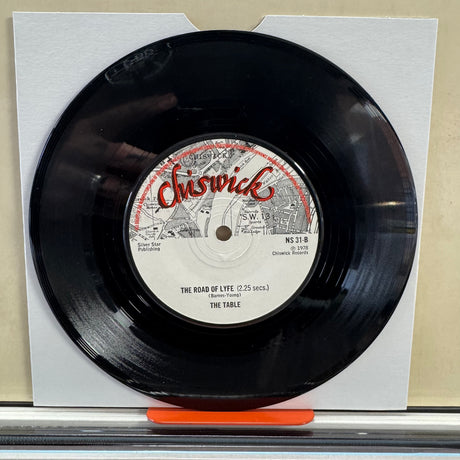 CHISWICK
Chiswick
S.W. 13
Silver Star
Publishing
NS 31-B
℗ 1978
Chiswick Records
THE ROAD OF LYFE (2.25 secs.)
(Barnes-Young)
THE TABLE